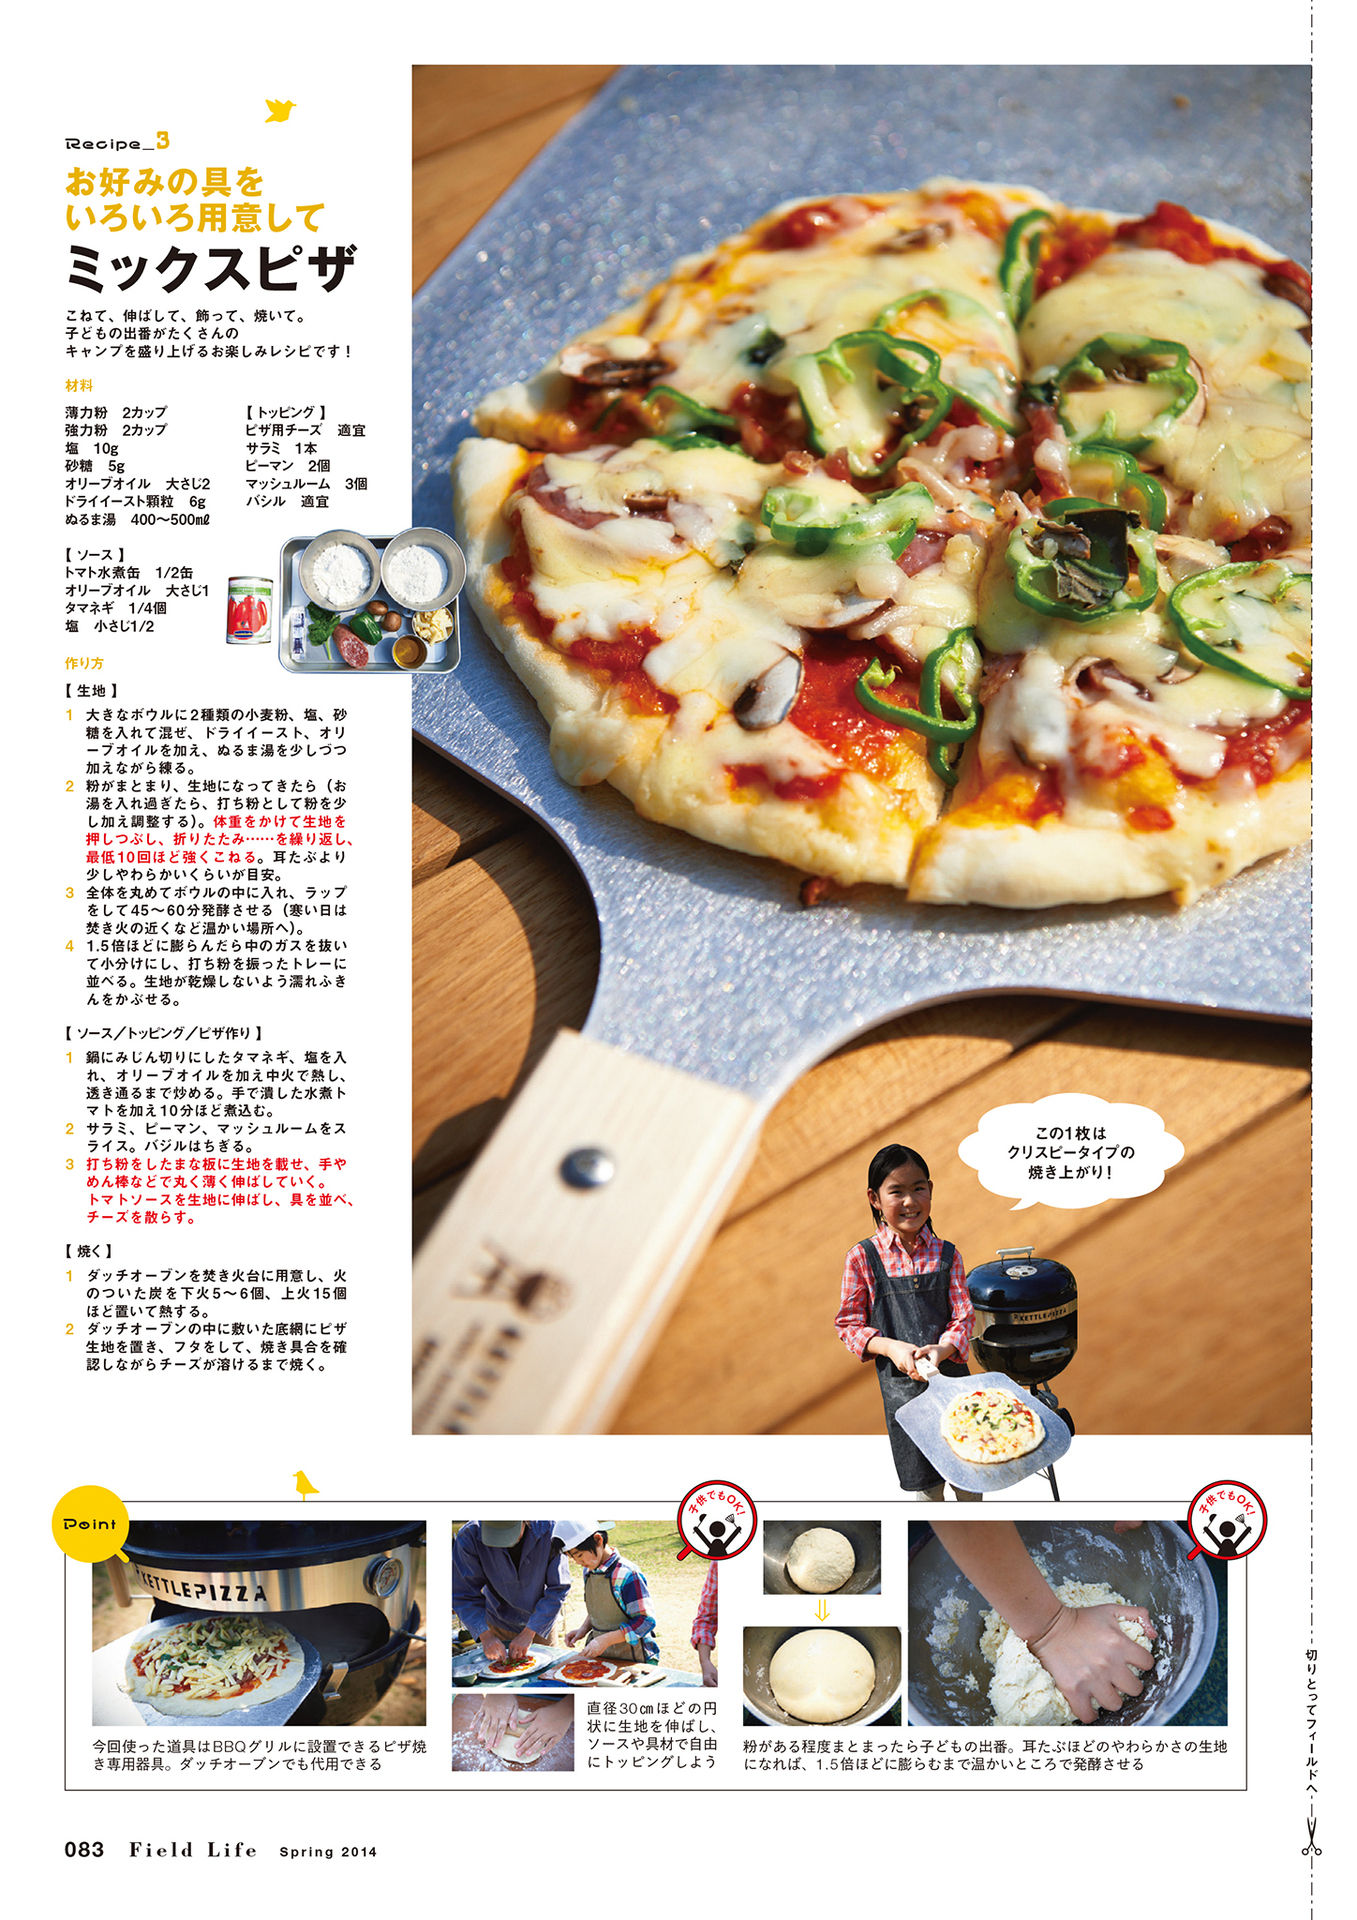 Recipe_3
お好みの具を
いろいろ用意して
ミックスピザ
こねて、伸ばして、飾って、焼いて。
子どもの出番がたくさんの
キャンプを盛り上げるお楽しみレシピです！
材料
薄力粉　2カップ
強力粉　2カップ
塩　10g
砂糖　5g
オリーブオイル　大さじ2
ドライイースト顆粒　6g
ぬるま湯　400〜500㎖
【トッピング】
ピザ用チーズ　適宜
サラミ　1本
ピーマン　2個
マッシュルーム　3個
バシル　適宜
【ソース】
トマト水煮缶　1/2缶
オリーブオイル　大さじ1
タマネギ　1/4個
塩　小さじ1/2
作り方
【生地】
1 大きなボウルに2種類の小麦粉、塩、砂
糖を入れて混ぜ、ドライイースト、オリ
ーブオイルを加え、ぬるま湯を少しづつ
加えながら練る。
2 粉がまとまり、生地になってきたら（お
湯を入れ過ぎたら、打ち粉として粉を少
し加え調整する）。体重をかけて生地を
押しつぶし、折りたたみ……を繰り返し、
最低10回ほど強くこねる。耳たぶより
少しやわらかいくらいが目安。
3 全体を丸めてボウルの中に入れ、ラップ
をして45〜60分発酵させる（寒い日は
焚き火の近くなど温かい場所へ）。
4 1.5倍ほどに膨らんだら中のガスを抜い
て小分けにし、打ち粉を振ったトレーに
並べる。生地が乾燥しないよう濡れふき
んをかぶせる。
【ソース／トッピング／ピザ作り】
1 鍋にみじん切りにしたタマネギ、塩を入
れ、オリーブオイルを加え中火で熱し、
透き通るまで炒める。手で潰した水煮ト
マトを加え10分ほど煮込む。
2 サラミ、ピーマン、マッシュルームをス
ライス。バジルはちぎる。
3 打ち粉をしたまな板に生地を載せ、手や
めん棒などで丸く薄く伸ばしていく。
トマトソースを生地に伸ばし、具を並べ、
チーズを散らす。
【焼く】
1 ダッチオーブンを焚き火台に用意し、火
のついた炭を下火5〜6個、上火15個
ほど置いて熱する。
2 ダッチオーブンの中に敷いた底網にピザ
生地を置き、フタをして、焼き具合を確
認しながらチーズが溶けるまで焼く。
この1枚は
クリスピータイプの
焼き上がり！
KETTLEPIZZA
Point
KETTLEPIZZA
今回使った道具はBBQグリルに設置できるピザ焼
き専用器具。ダッチオーブンでも代用できる
子供でもOK!
直径30㎝ほどの円
状に生地を伸ばし、
ソースや具材で自由
にトッピングしよう
子供でもOK!
粉がある程度まとまったら子どもの出番。耳たぶほどのやわらかさの生地
になれば、1.5倍ほどに膨らむまで温かいところで発酵させる
切りとってフィールドへ
083 Field Life Spring 2014